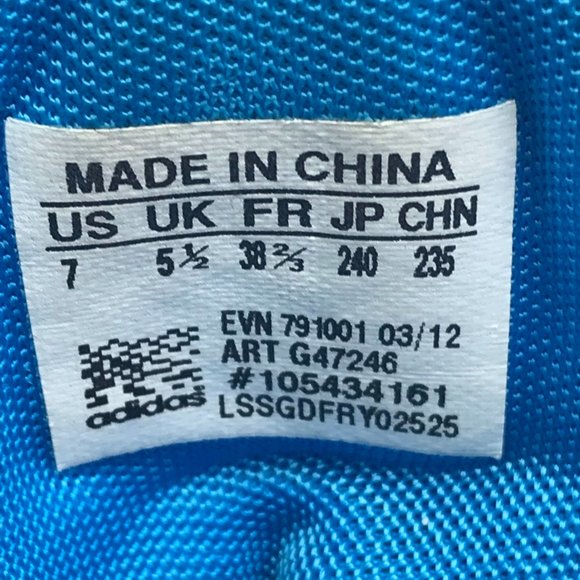 MADE IN CHINA
US UK FR JP CHN
7 5½ 38⅔ 240 235
EVN 791001 03/12
ART G47246
#105434161
LSSGDFRY02525
adidas